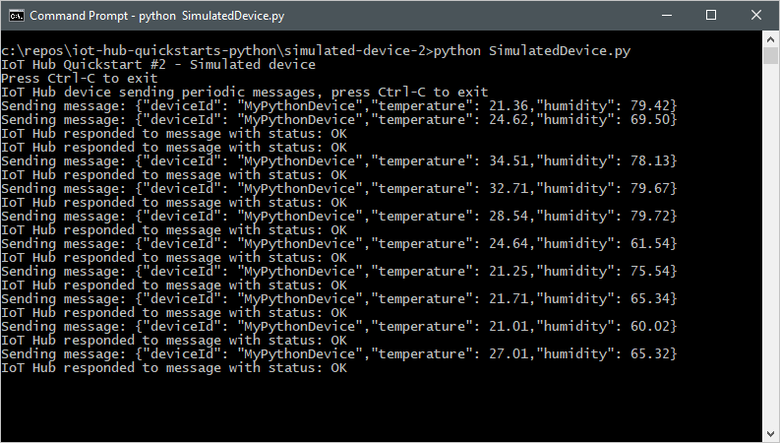 Command Prompt - python  SimulatedDevice.py
c:\repos\iot-hub-quickstarts-python\simulated-device-2>python SimulatedDevice.py
IoT Hub Quickstart #2 - Simulated device
Press Ctrl-C to exit
IoT Hub device sending periodic messages, press Ctrl-C to exit
Sending message: {"deviceId": "MyPythonDevice","temperature": 21.36,"humidity": 79.42}
Sending message: {"deviceId": "MyPythonDevice","temperature": 24.62,"humidity": 69.50}
IoT Hub responded to message with status: OK
IoT Hub responded to message with status: OK
Sending message: {"deviceId": "MyPythonDevice","temperature": 34.51,"humidity": 78.13}
IoT Hub responded to message with status: OK
Sending message: {"deviceId": "MyPythonDevice","temperature": 32.71,"humidity": 79.67}
IoT Hub responded to message with status: OK
Sending message: {"deviceId": "MyPythonDevice","temperature": 28.54,"humidity": 79.72}
IoT Hub responded to message with status: OK
Sending message: {"deviceId": "MyPythonDevice","temperature": 24.64,"humidity": 61.54}
IoT Hub responded to message with status: OK
Sending message: {"deviceId": "MyPythonDevice","temperature": 21.25,"humidity": 75.54}
IoT Hub responded to message with status: OK
Sending message: {"deviceId": "MyPythonDevice","temperature": 21.71,"humidity": 65.34}
IoT Hub responded to message with status: OK
Sending message: {"deviceId": "MyPythonDevice","temperature": 21.01,"humidity": 60.02}
IoT Hub responded to message with status: OK
Sending message: {"deviceId": "MyPythonDevice","temperature": 27.01,"humidity": 65.32}
IoT Hub responded to message with status: OK